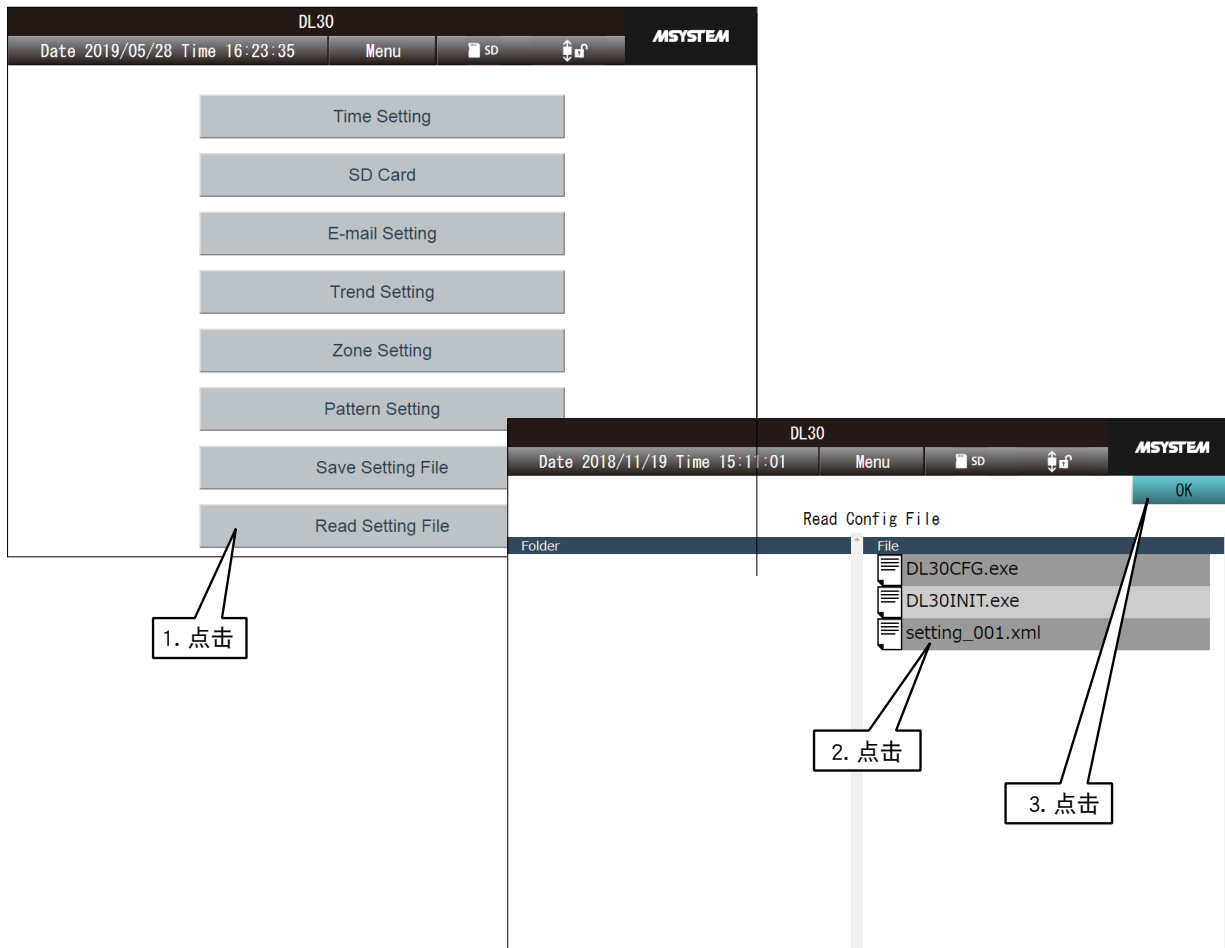 DL30
MSYSTEM
Date 2019/05/28 Time 16:23:35 Menu SD
Time Setting
SD Card
E-mail Setting
Trend Setting
Zone Setting
Pattern Setting
Save Setting File
Read Setting File
1. 点击
DL30
MSYSTEM
Date 2018/11/19 Time 15:11:01 Menu SD
OK
Read Config File
Folder
File
DL30CFG.exe
DL30INIT.exe
setting_001.xml
2. 点击
3. 点击